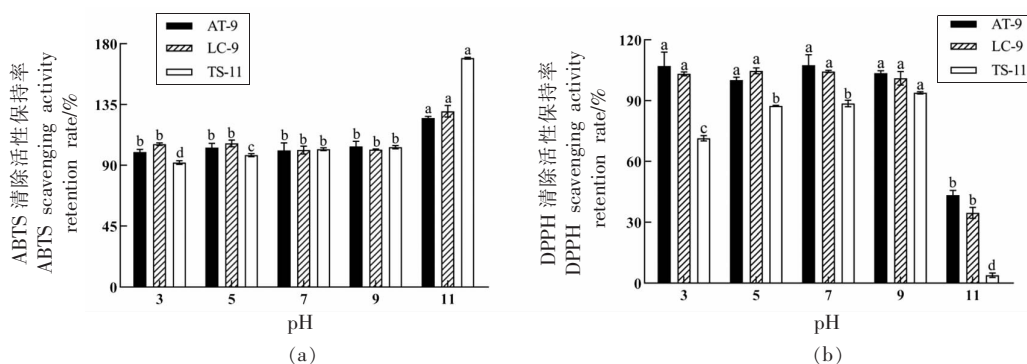 AT-9
LC-9
TS-11
ABTS 清除活性保持率
ABTS scavenging activity
retention rate/%
180
135
90
45
0
b b d
b b c
b b b
b b b
a a a
3 5 7 9 11
pH
(a)
AT-9
LC-9
TS-11
DPPH 清除活性保持率
DPPH scavenging activity
retention rate/%
120
90
60
30
0
a a c
a a b
a a b
a a a
b b d
3 5 7 9 11
pH
(b)